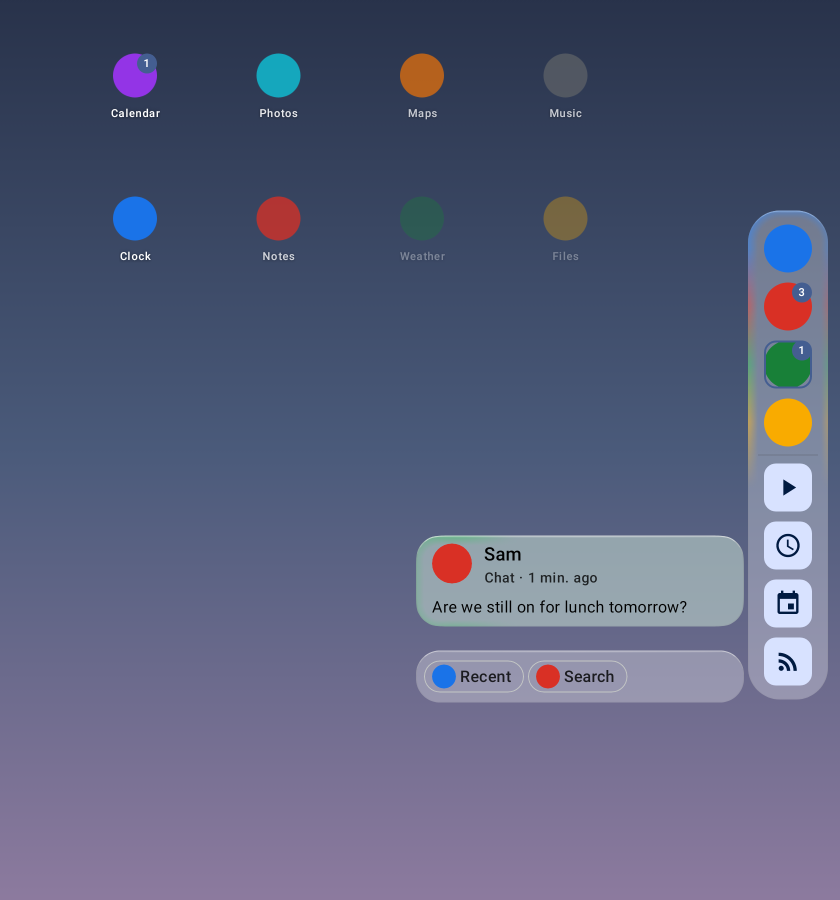 1
Calendar
Photos
Maps
Music
Clock
Notes
Weather
Files
3
1
Sam
Chat · 1 min. ago
Are we still on for lunch tomorrow?
Recent
Search